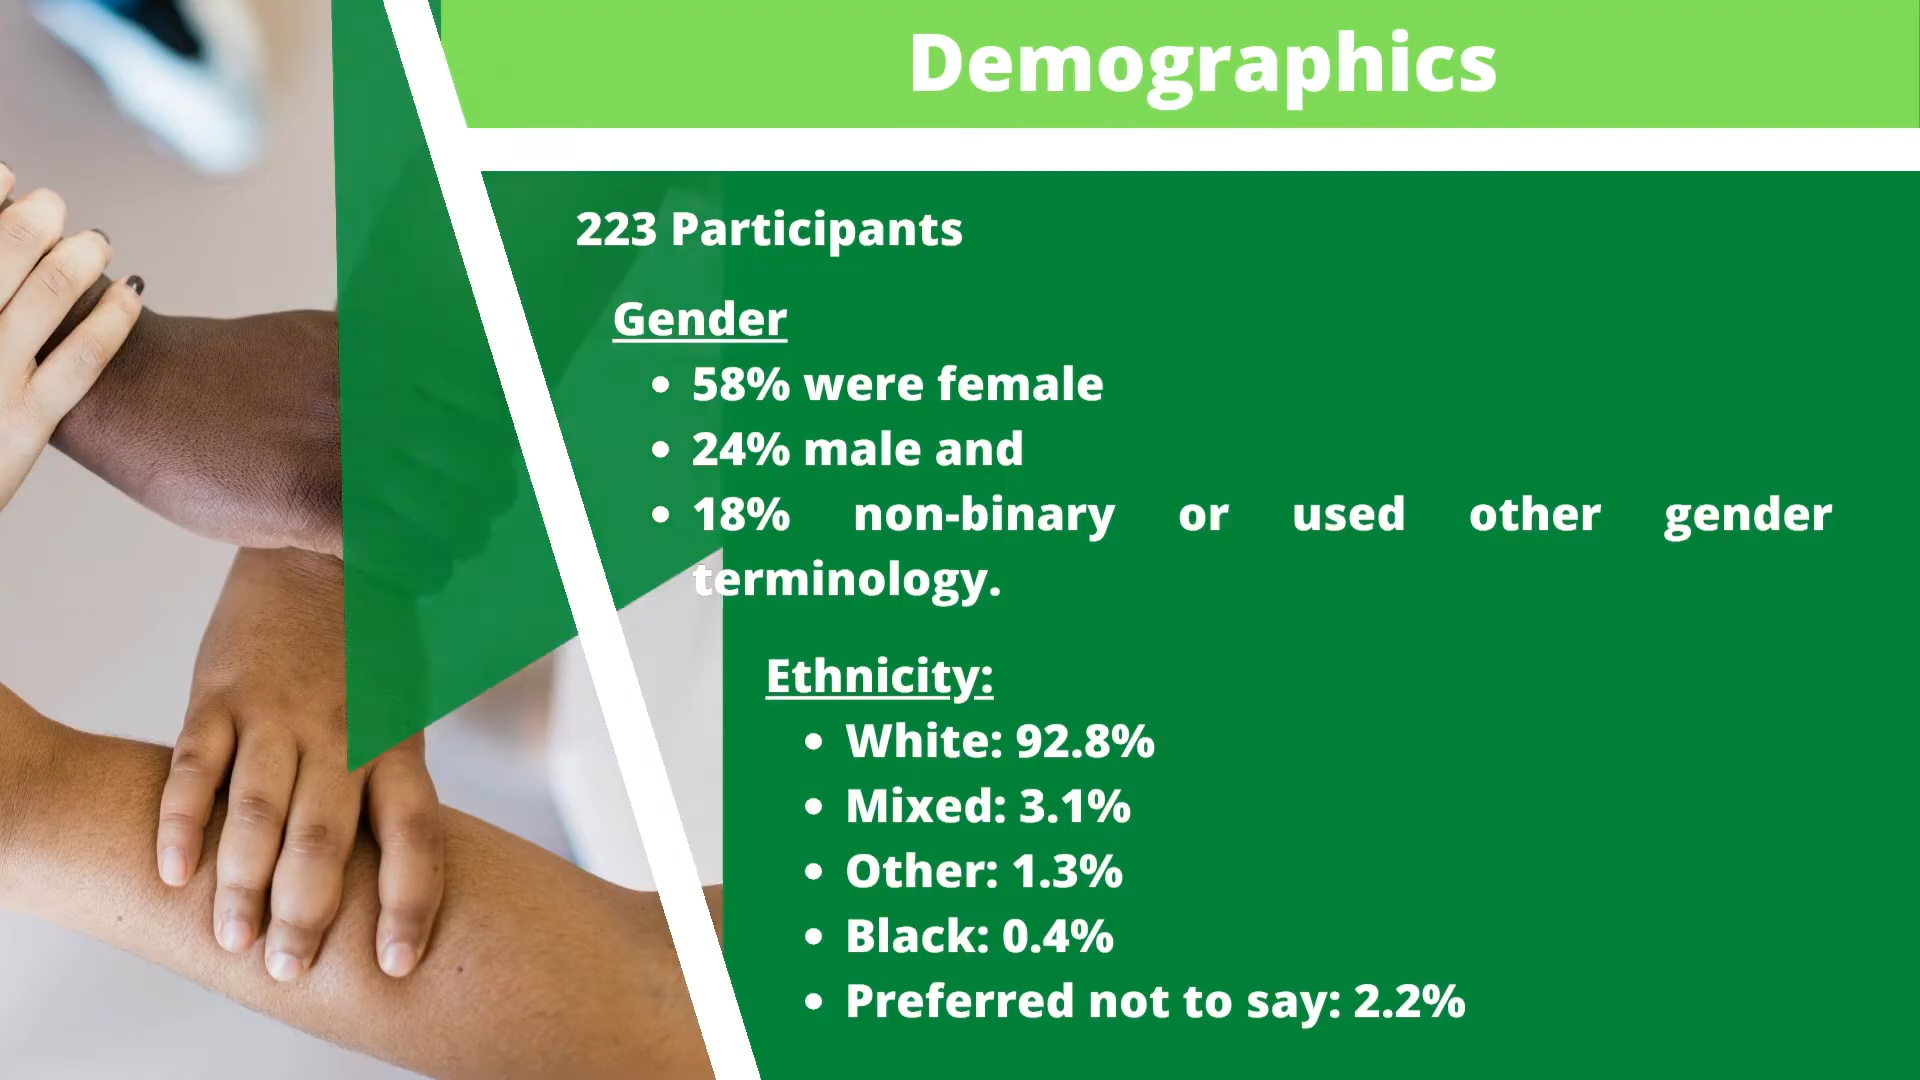 Demographics
223 Participants
Gender
• 58% were female
• 24% male and
• 18% non-binary or used other gender
terminology.
Ethnicity:
• White: 92.8%
• Mixed: 3.1%
• Other: 1.3%
• Black: 0.4%
• Preferred not to say: 2.2%